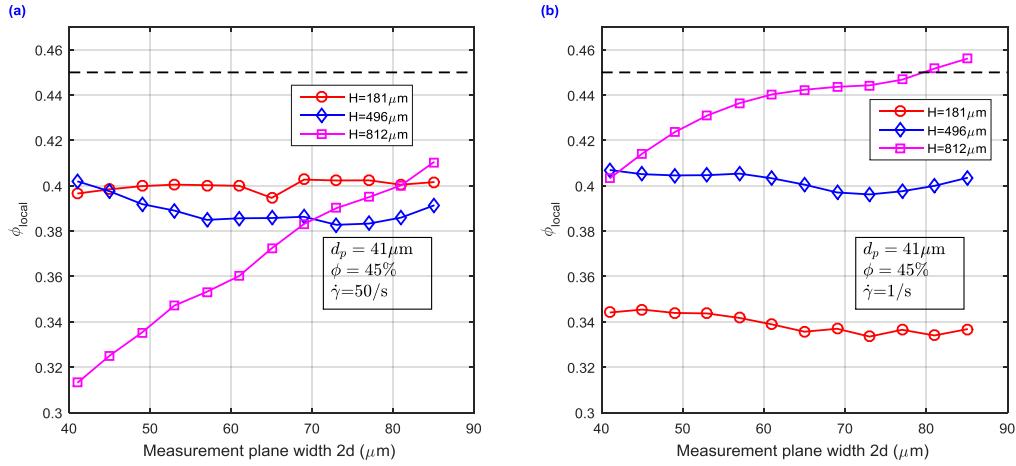 (a)
0.46
0.44
0.42
0.4
0.38
0.36
0.34
0.32
0.3
40 50 60 70 80 90
ϕlocal
Measurement plane width 2d (μm)
H=181μm
H=496μm
H=812μm
dp = 41μm
ϕ = 45%
γ̇=50/s
(b)
0.46
0.44
0.42
0.4
0.38
0.36
0.34
0.32
0.3
40 50 60 70 80 90
ϕlocal
Measurement plane width 2d (μm)
H=181μm
H=496μm
H=812μm
dp = 41μm
ϕ = 45%
γ̇=1/s